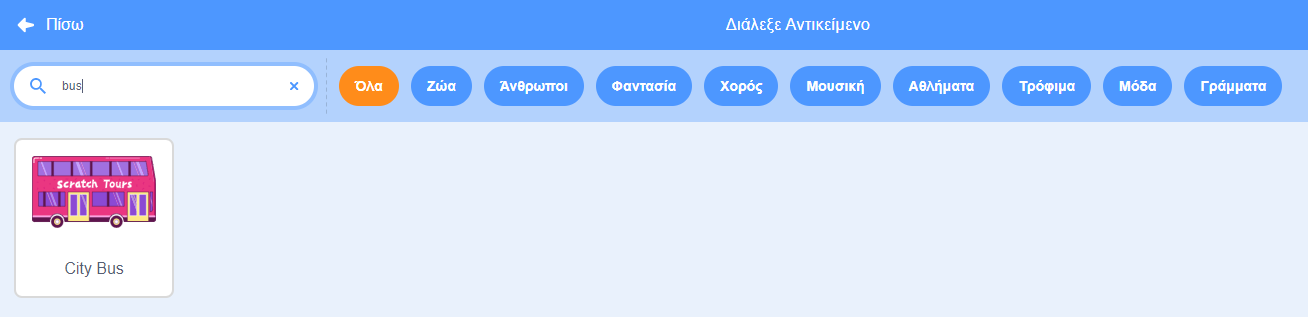 Πίσω
Διάλεξε Αντικείμενο
bus
Όλα
Ζώα
Άνθρωποι
Φαντασία
Χορός
Μουσική
Αθλήματα
Τρόφιμα
Μόδα
Γράμματα
Scratch Tours
City Bus